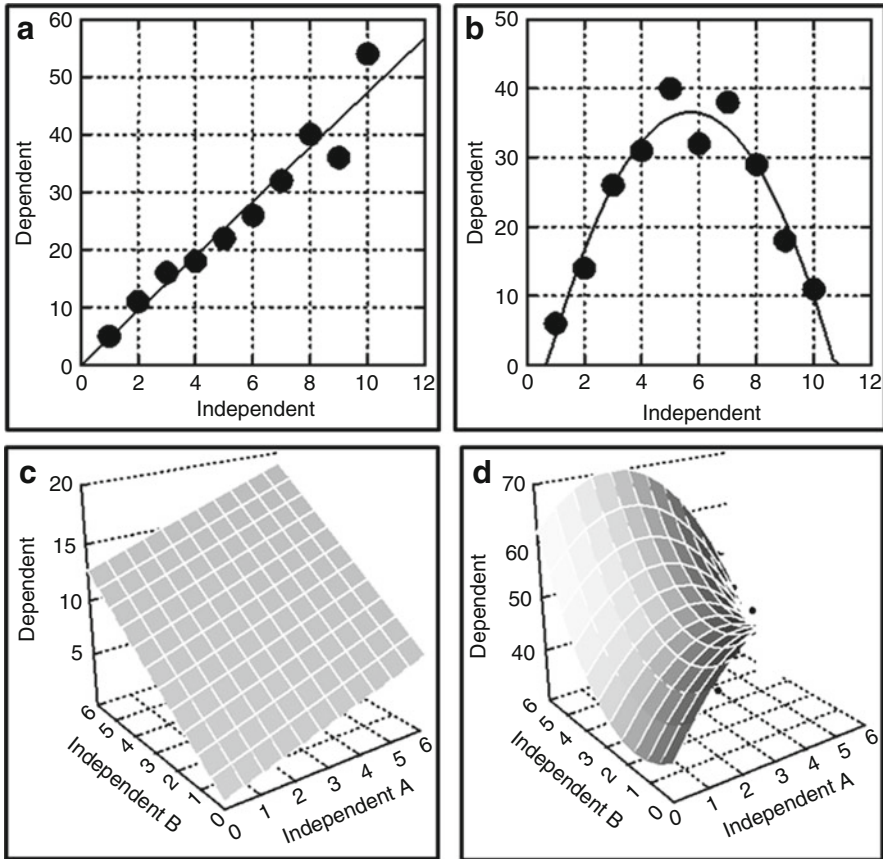 a
60
50
40
30
20
10
0
Dependent
0 2 4 6 8 10 12
Independent
b
50
40
30
20
10
0
Dependent
0 2 4 6 8 10 12
Independent
c
20
15
10
5
Dependent
6 5 4 3 2 1 0
Independent B
0 1 2 3 4 5 6
Independent A
d
70
60
50
40
Dependent
6 5 4 3 2 1 0
Independent B
0 1 2 3 4 5 6
Independent A